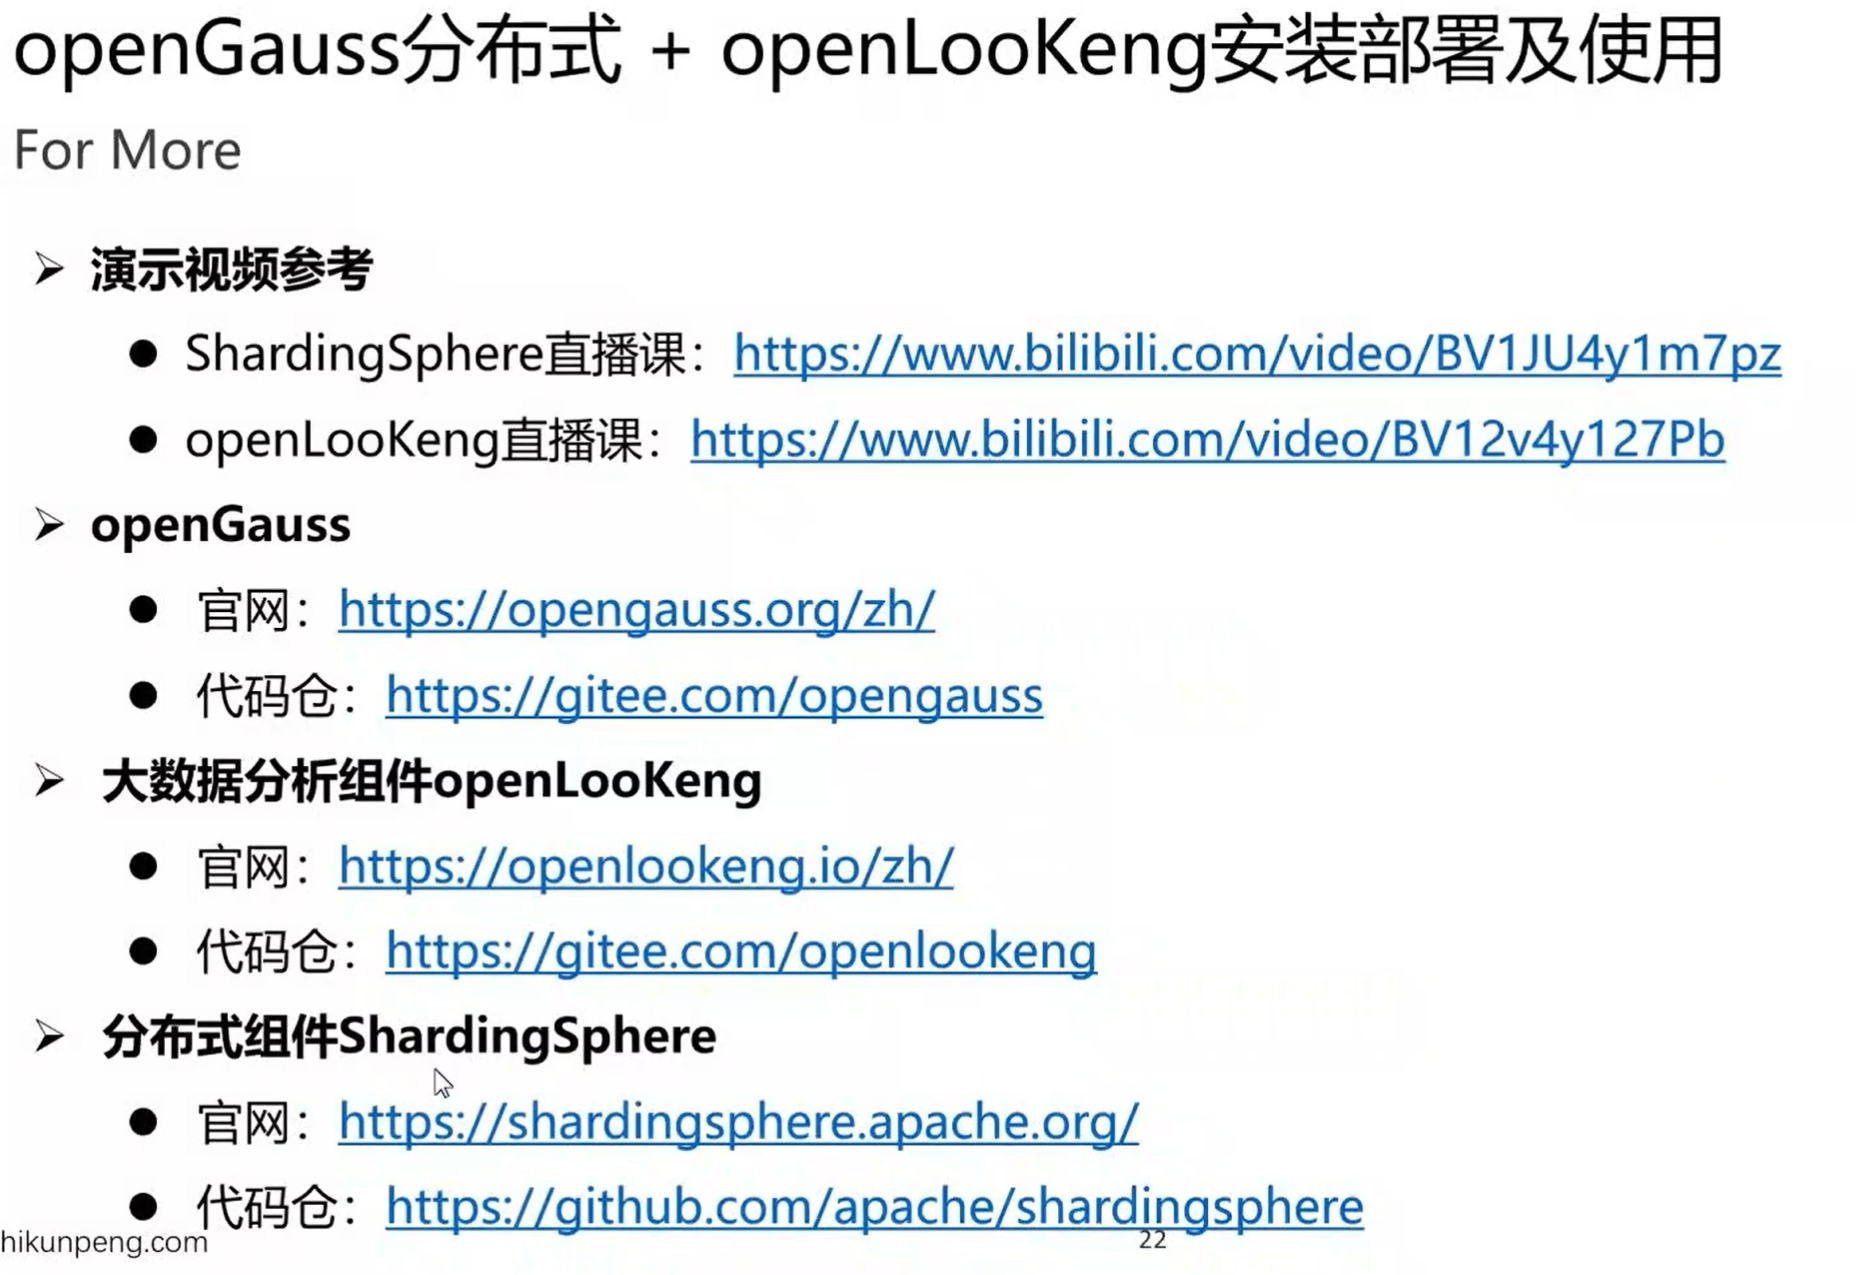 openGauss分布式 + openLooKeng安装部署及使用
For More
➢ 演示视频参考
● ShardingSphere直播课：https://www.bilibili.com/video/BV1JU4y1m7pz
● openLooKeng直播课：https://www.bilibili.com/video/BV12v4y127Pb
➢ openGauss
● 官网：https://opengauss.org/zh/
● 代码仓：https://gitee.com/opengauss
➢ 大数据分析组件openLooKeng
● 官网：https://openlookeng.io/zh/
● 代码仓：https://gitee.com/openlookeng
➢ 分布式组件ShardingSphere
● 官网：https://shardingsphere.apache.org/
● 代码仓：https://github.com/apache/shardingsphere
hikunpeng.com
22